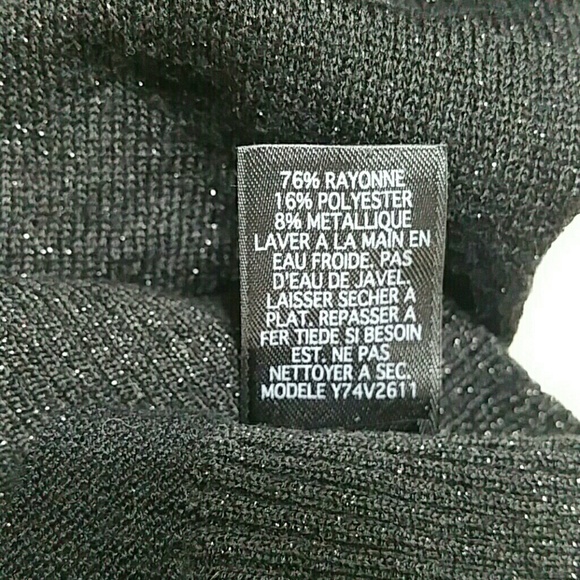 76% RAYONNE
16% POLYESTER
8% METALLIQUE
LAVER A LA MAIN EN
EAU FROIDE. PAS
D'EAU DE JAVEL.
LAISSER SECHER A
PLAT. REPASSER A
FER TIEDE SI BESOIN
EST. NE PAS
NETTOYER A SEC.
MODELE Y74V2611